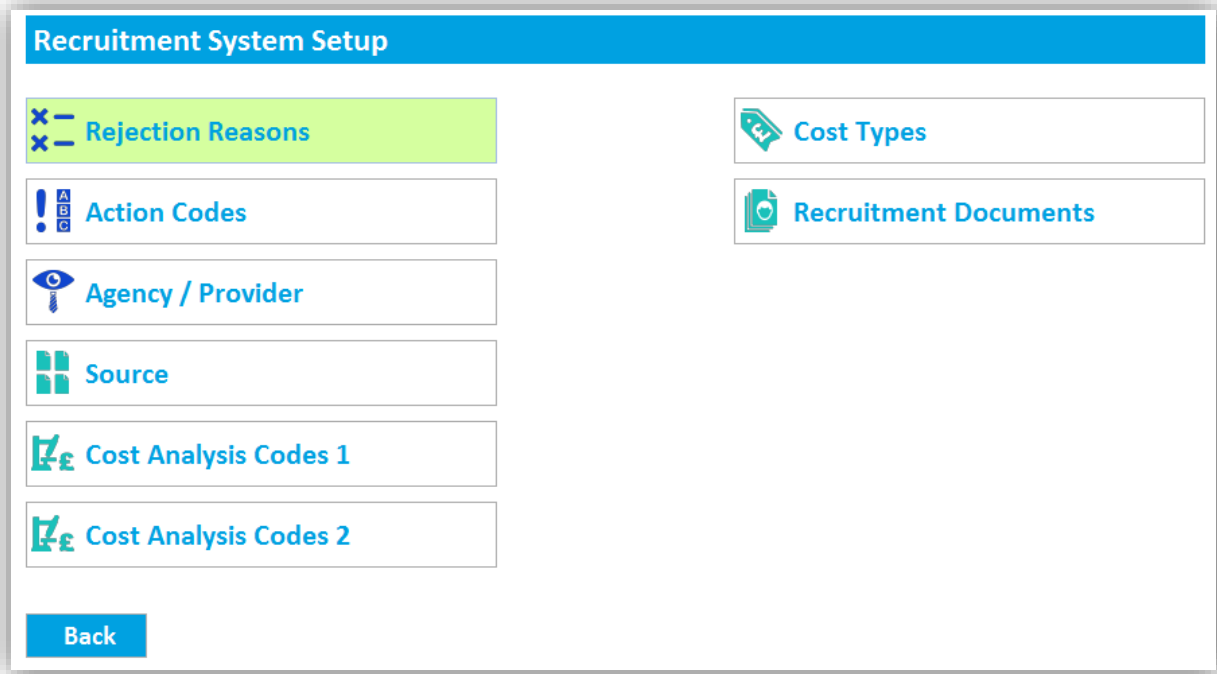 Recruitment System Setup
Rejection Reasons
Action Codes
A
B
C
Agency / Provider
Source
£
Cost Analysis Codes 1
£
Cost Analysis Codes 2
£
Cost Types
Recruitment Documents
Back